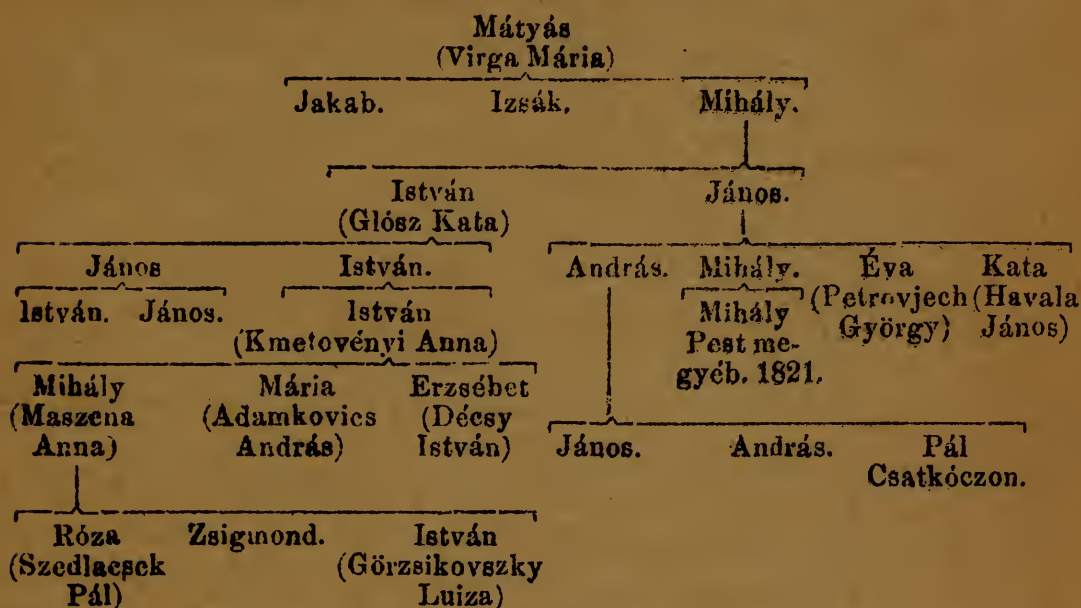 Mátyás
(Virga Mária)
Jakab. Izsák. Mihály.
István János.
(Glósz Kata)
János István. András. Mihály. Éva Kata
István. János. István Mihály (Petrovjech (Havala
(Kmetovényi Anna) Pest me- György) János)
gyéb. 1821.
Mihály Mária Erzsébet
(Maszena (Adamkovics (Décsy
Anna) András) István) János. András. Pál
Csatkóczon.
Róza Zsigmond. István
(Szedlacsek (Görzsikovszky
Pál) Luiza)